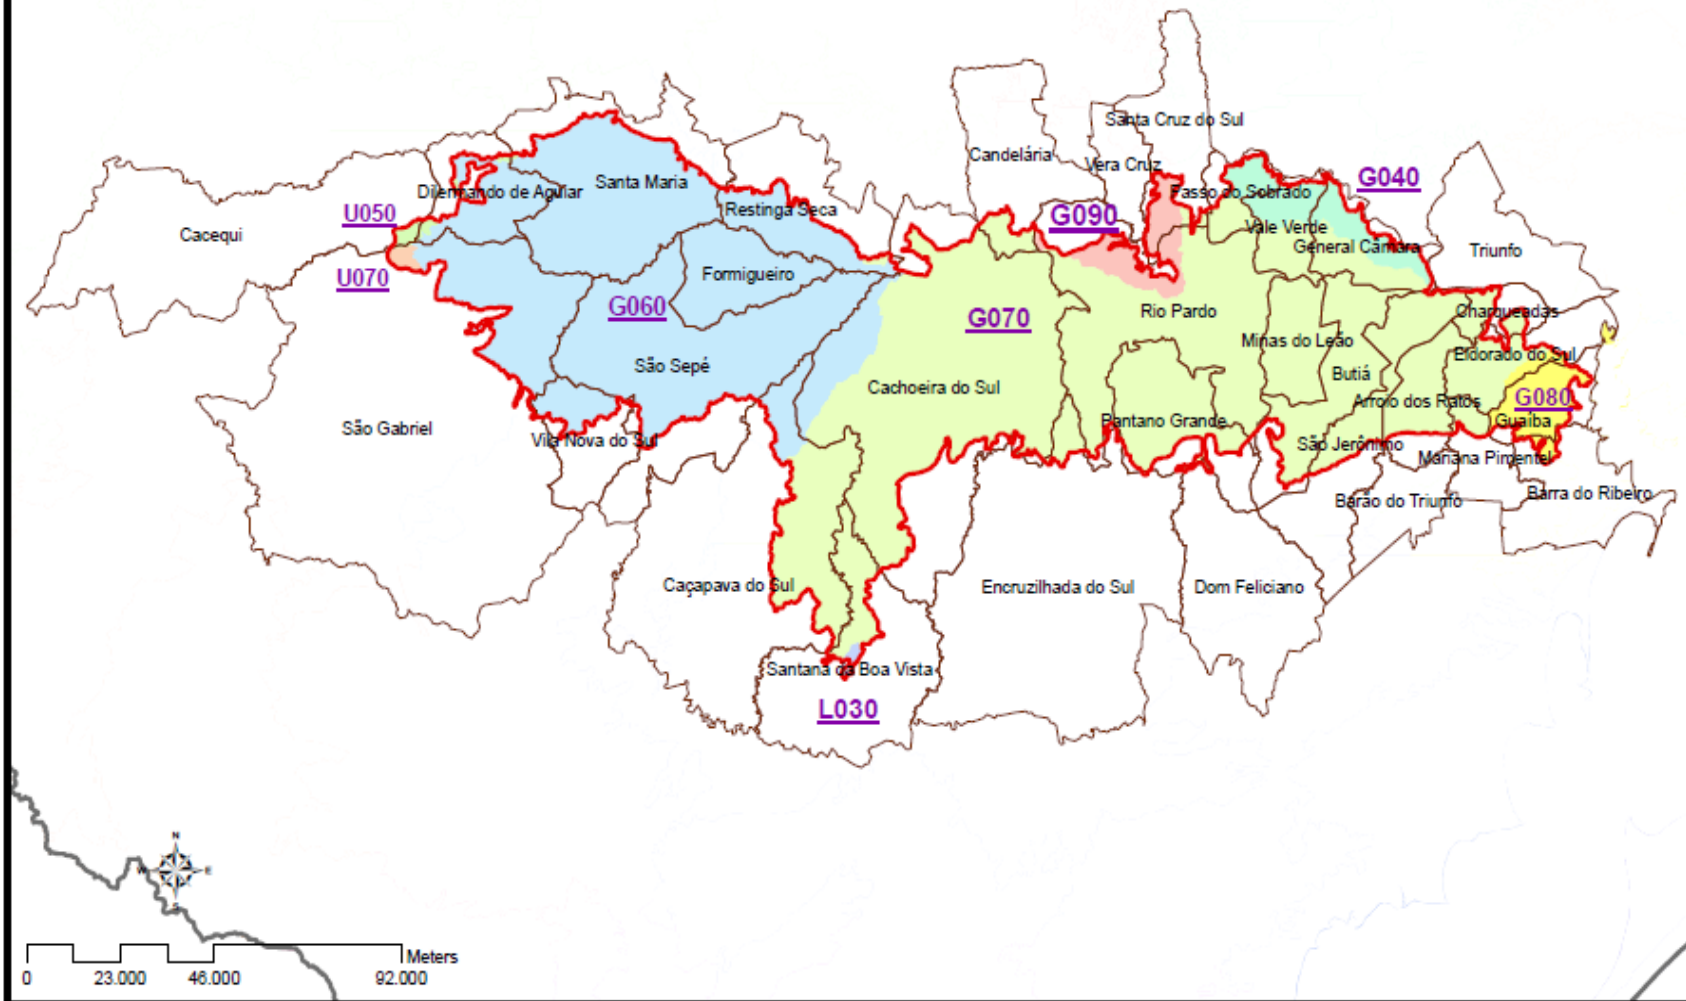 Santa Cruz do Sul
Candelária
Vera Cruz
G040
Dilermando de Aguiar
Santa Maria
Passo do Sobrado
U050
Restinga Seca
G090
Cacequi
Vale Verde
General Câmara
Triunfo
U070
Formigueiro
G060
G070
Rio Pardo
Charqueadas
Minas do Leão
Eldorado do Sul
São Sepé
Butiá
Cachoeira do Sul
Arroio dos Ratos
G080
São Gabriel
Vila Nova do Sul
Pantano Grande
Guaíba
São Jerônimo
Mariana Pimentel
Barão do Triunfo
Barra do Ribeiro
Caçapava do Sul
Encruzilhada do Sul
Dom Feliciano
Santana da Boa Vista
L030
N
W
E
S
Meters
0
23.000
46.000
92.000